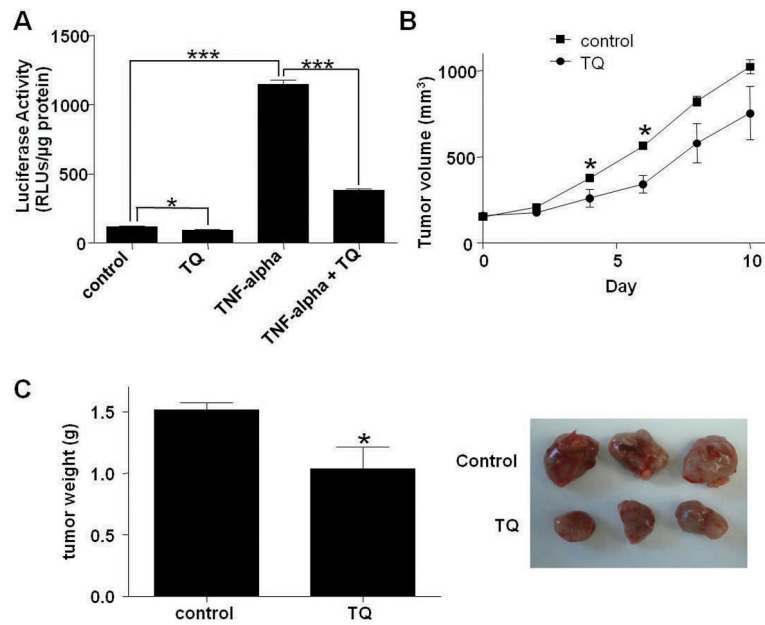 A
Luciferase Activity
(RLUs/µg protein)
1500
1000
500
0
***
***
*
control
TQ
TNF-alpha
TNF-alpha + TQ
B
control
TQ
Tumor volume (mm³)
1000
500
0
*
*
0
5
10
Day
C
tumor weight (g)
1.5
1.0
0.5
0.0
*
control
TQ
Control
TQ